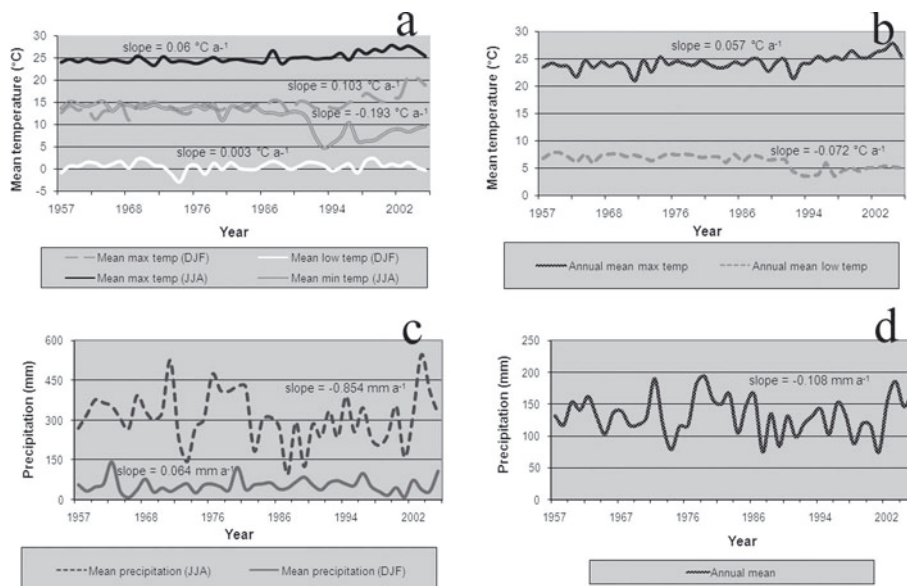 a
30
25
20
15
10
5
0
-5
Mean temperature (°C)
slope = 0.06 °C a-¹
slope = 0.103 °C a-¹
slope = -0.193 °C a-¹
slope = 0.003 °C a-¹
1957 1968 1976 1986 1994 2002
Year
Mean max temp (DJF) Mean low temp (DJF)
Mean max temp (JJA) Mean min temp (JJA)
b
30
25
20
15
10
5
0
Mean temperature (°C)
slope = 0.057 °C a-¹
slope = -0.072 °C a-¹
1957 1968 1976 1986 1994 2002
Year
Annual mean max temp Annual mean low temp
c
600
450
300
150
0
Precipitation (mm)
slope = -0.854 mm a-¹
slope = 0.064 mm a-¹
1957 1968 1976 1986 1994 2002
Year
Mean precipitation (JJA) Mean precipitation (DJF)
d
250
200
150
100
50
0
Precipitation (mm)
slope = -0.108 mm a-¹
1957 1968 1976 1986 1994 2002
Year
Annual mean